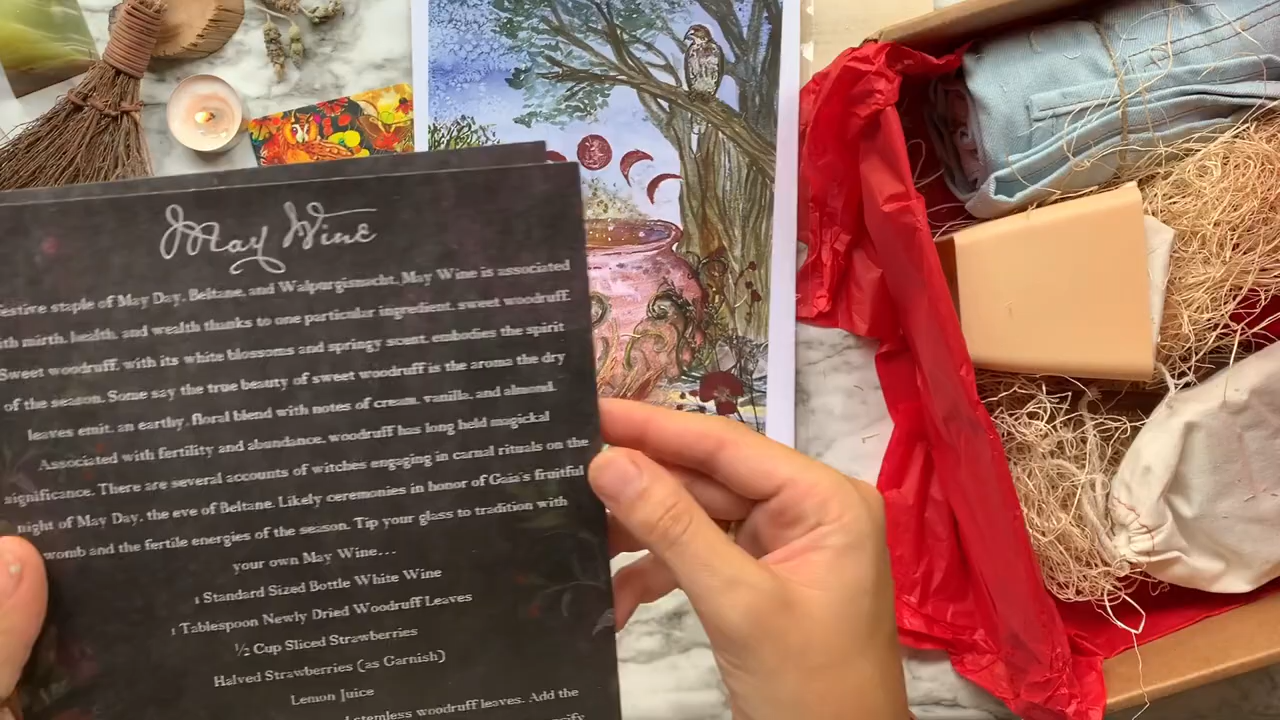 May Wine
estive staple of May Day, Beltane, and Walpurgisnacht, May Wine is associated
ith mirth, health, and wealth thanks to one particular ingredient, sweet woodruff.
Sweet woodruff, with its white blossoms and springy scent, embodies the spirit
of the season. Some say the true beauty of sweet woodruff is the aroma the dry
leaves emit, an earthy, floral blend with notes of cream, vanilla, and almond.
Associated with fertility and abundance, woodruff has long held magickal
significance. There are several accounts of witches engaging in carnal rituals on the
night of May Day, the eve of Beltane. Likely ceremonies in honor of Gaia's fruitful
womb and the fertile energies of the season. Tip your glass to tradition with
your own May Wine...
1 Standard Sized Bottle White Wine
1 Tablespoon Newly Dried Woodruff Leaves
½ Cup Sliced Strawberries
Halved Strawberries (as Garnish)
Lemon Juice
d stemless woodruff leaves. Add the